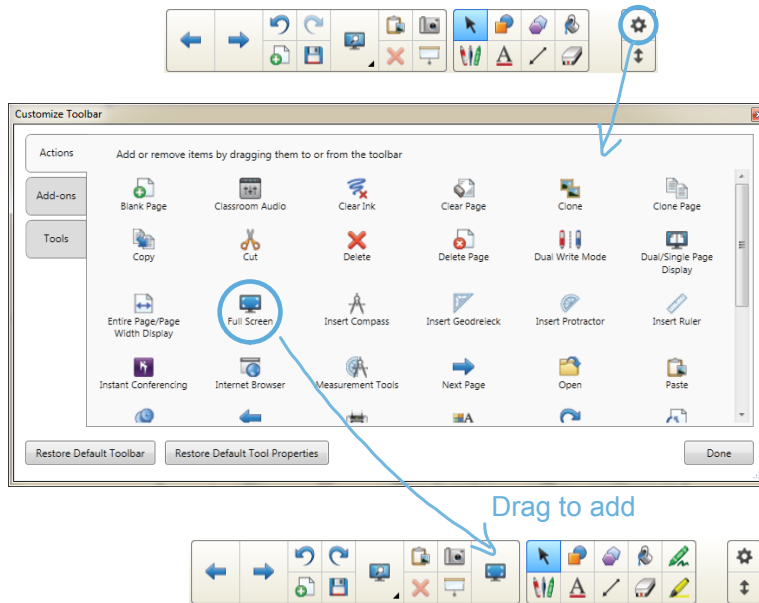 Customize Toolbar
Actions
Add or remove items by dragging them to or from the toolbar
Add-ons
Tools
Blank Page
Classroom Audio
Clear Ink
Clear Page
Clone
Clone Page
Copy
Cut
Delete
Delete Page
Dual Write Mode
Dual/Single Page
Display
Entire Page/Page
Width Display
Full Screen
Insert Compass
Insert Geodreieck
Insert Protractor
Insert Ruler
Instant Conferencing
Internet Browser
Measurement Tools
Next Page
Open
Paste
Restore Default Toolbar
Restore Default Tool Properties
Done
Drag to add